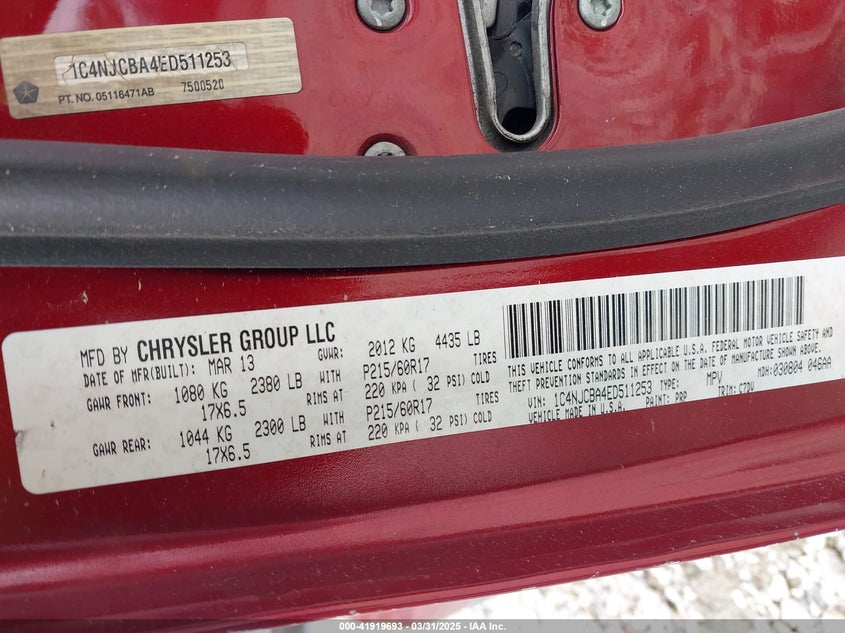 1C4NJCBA4ED511253
PT. NO. 05116471AB 7500520
MFD BY CHRYSLER GROUP LLC
DATE OF MFR(BUILT): MAR 13 GVWR: 2012 KG 4435 LB
GAWR FRONT: 1080 KG 2380 LB WITH P215/60R17 TIRES
17X6.5 RIMS AT 220 KPA ( 32 PSI) COLD
GAWR REAR: 1044 KG 2300 LB WITH P215/60R17 TIRES
17X6.5 RIMS AT 220 KPA ( 32 PSI) COLD
THIS VEHICLE CONFORMS TO ALL APPLICABLE U.S.A. FEDERAL MOTOR VEHICLE SAFETY AND
THEFT PREVENTION STANDARDS IN EFFECT ON THE DATE OF MANUFACTURE SHOWN ABOVE.
VIN: 1C4NJCBA4ED511253 TYPE: MPV MDH:030804 046AA
VEHICLE MADE IN U.S.A. PAINT: PRP TRIM: C7DV
000-41919693 - 03/31/2025 - IAA Inc.